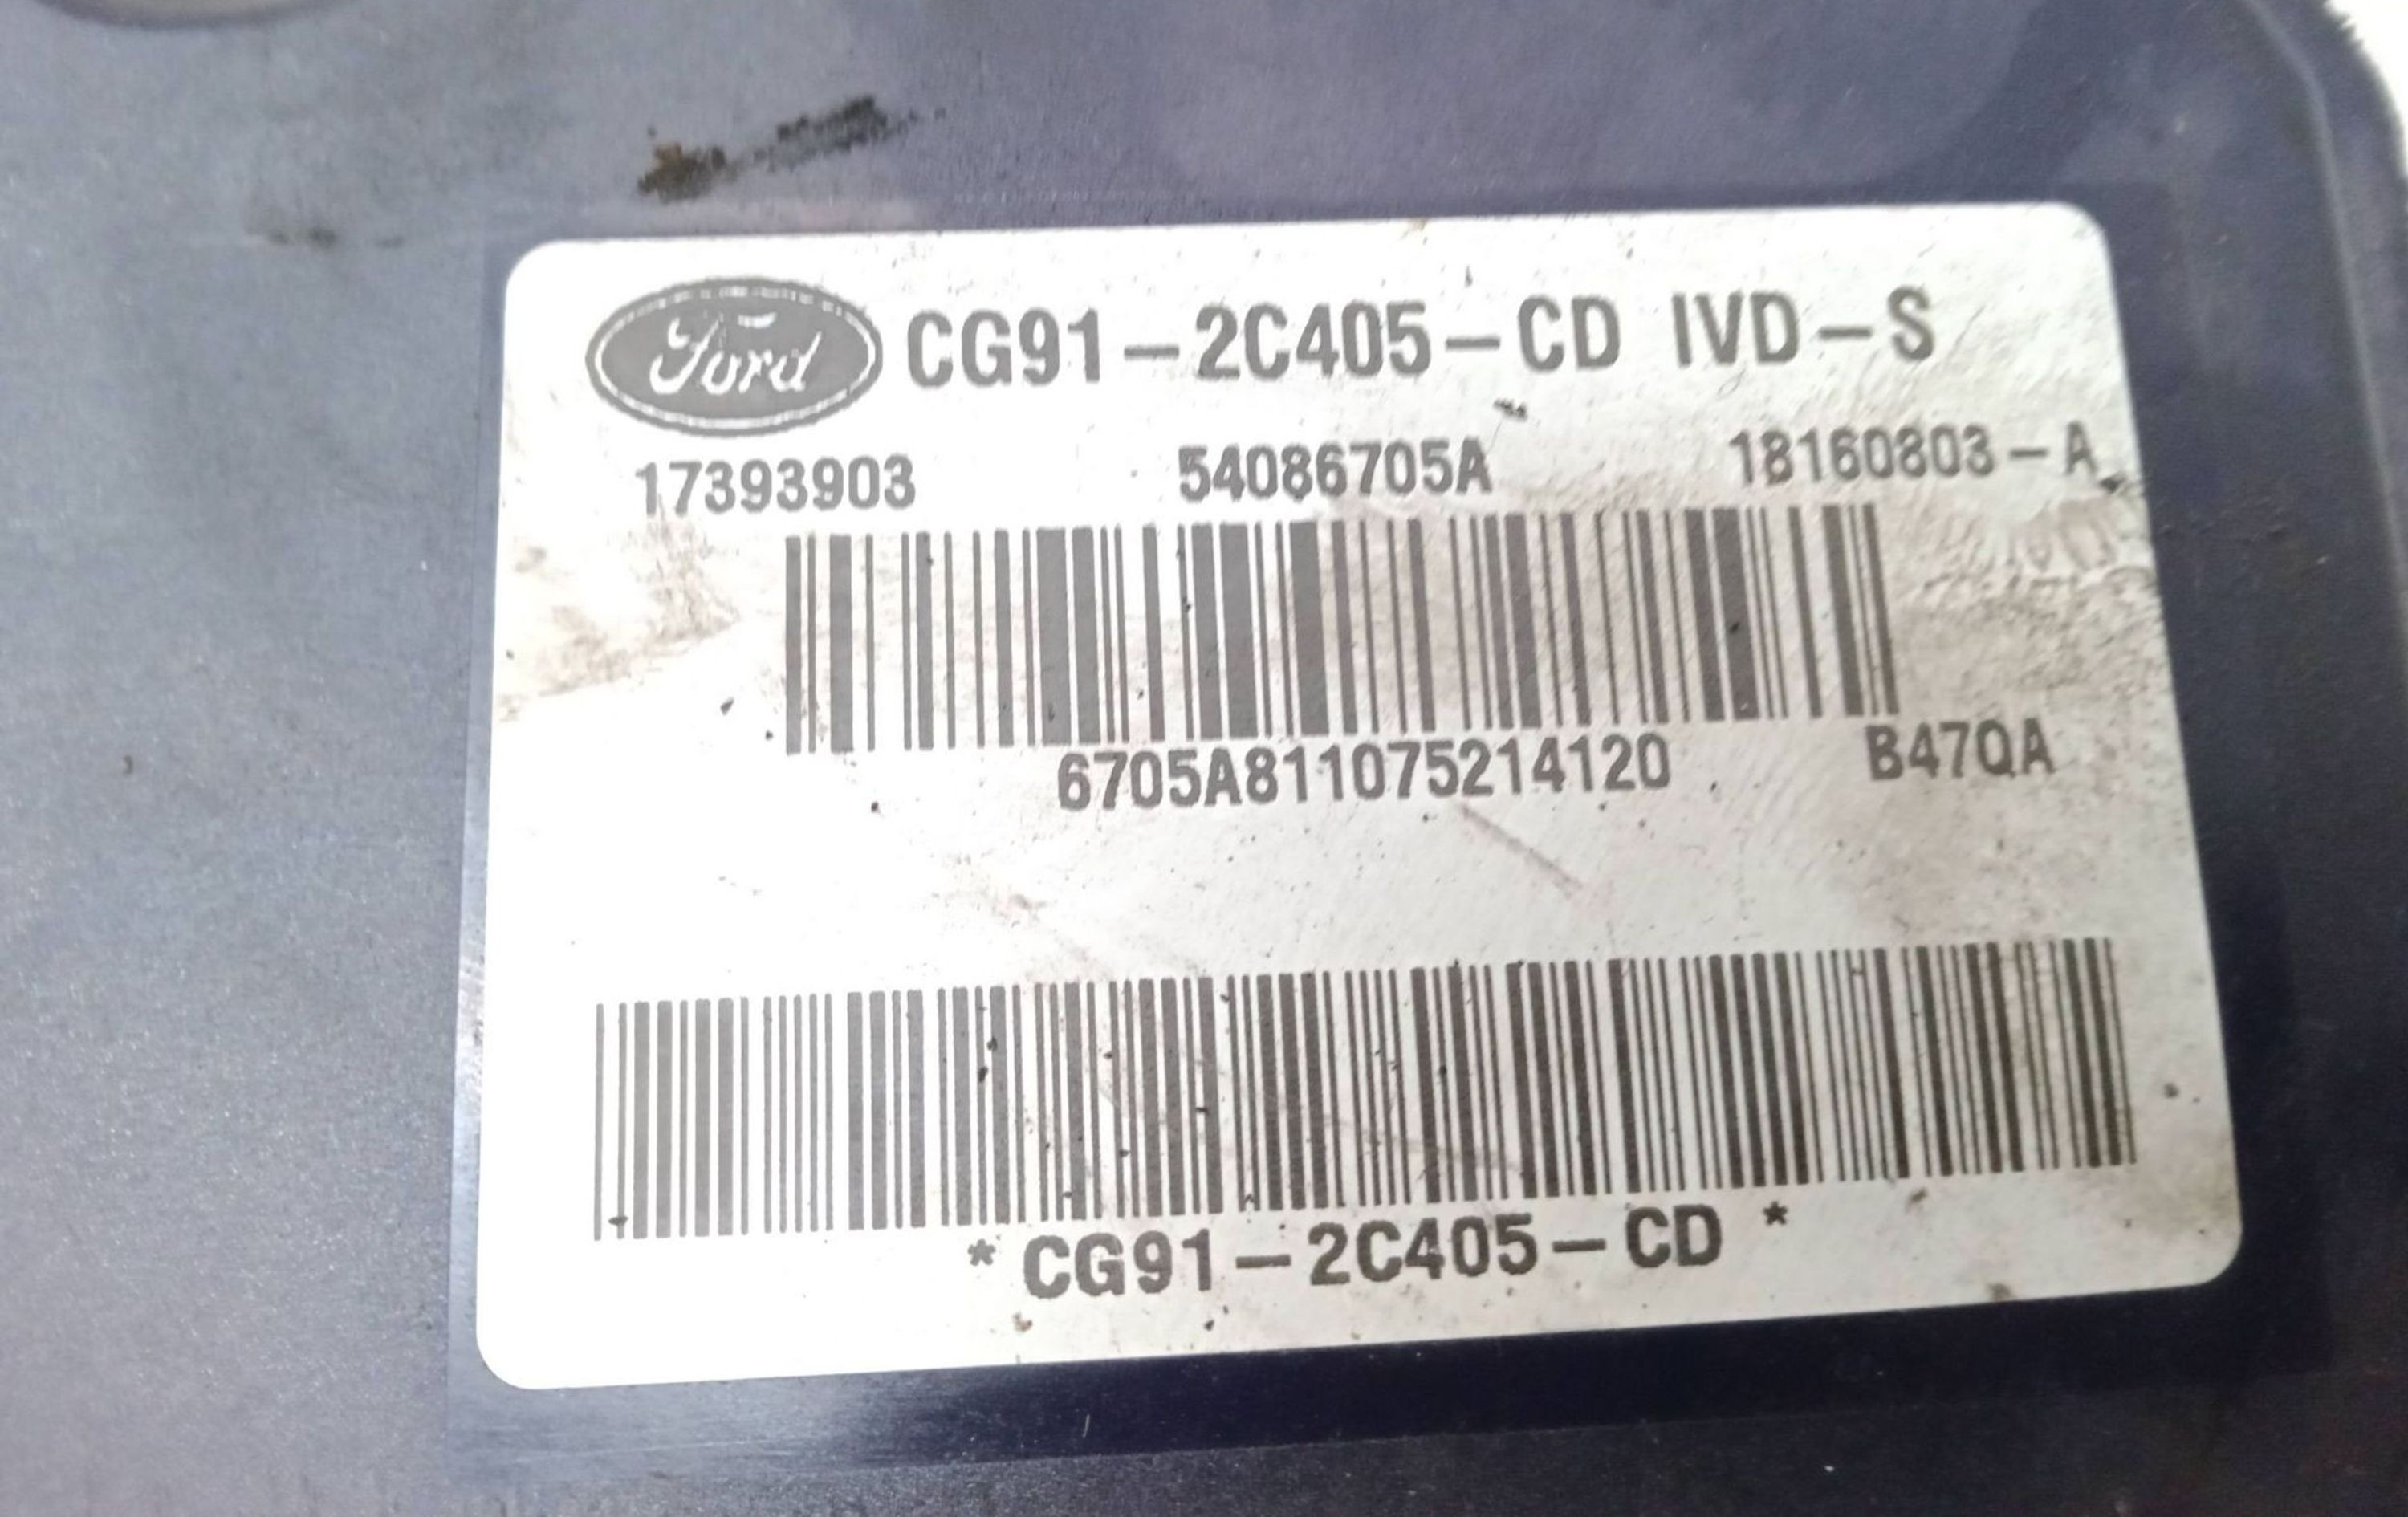 Ford CG91-2C405-CD IVD-S
17393903 54086705A 18160803-A
6705A811075214120 B47QA
*CG91-2C405-CD*